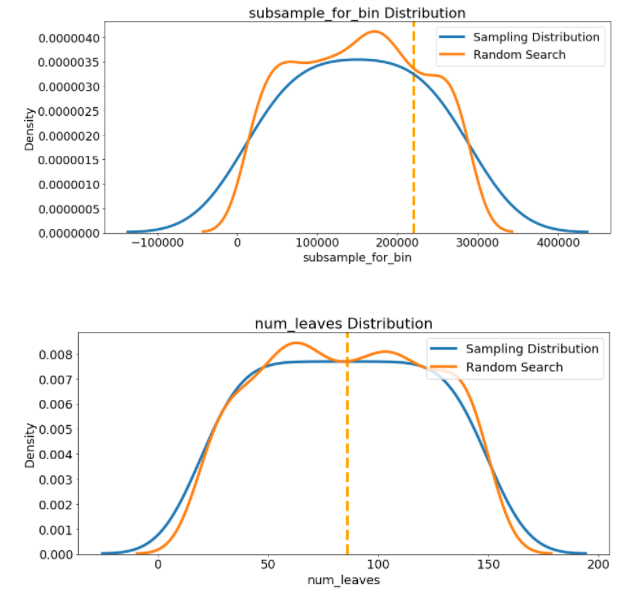 subsample_for_bin Distribution
Sampling Distribution
Random Search
0.0000040
0.0000035
0.0000030
0.0000025
0.0000020
0.0000015
0.0000010
0.0000005
0.0000000
Density
−100000 0 100000 200000 300000 400000
subsample_for_bin
num_leaves Distribution
Sampling Distribution
Random Search
0.008
0.007
0.006
0.005
0.004
0.003
0.002
0.001
0.000
Density
0 50 100 150 200
num_leaves